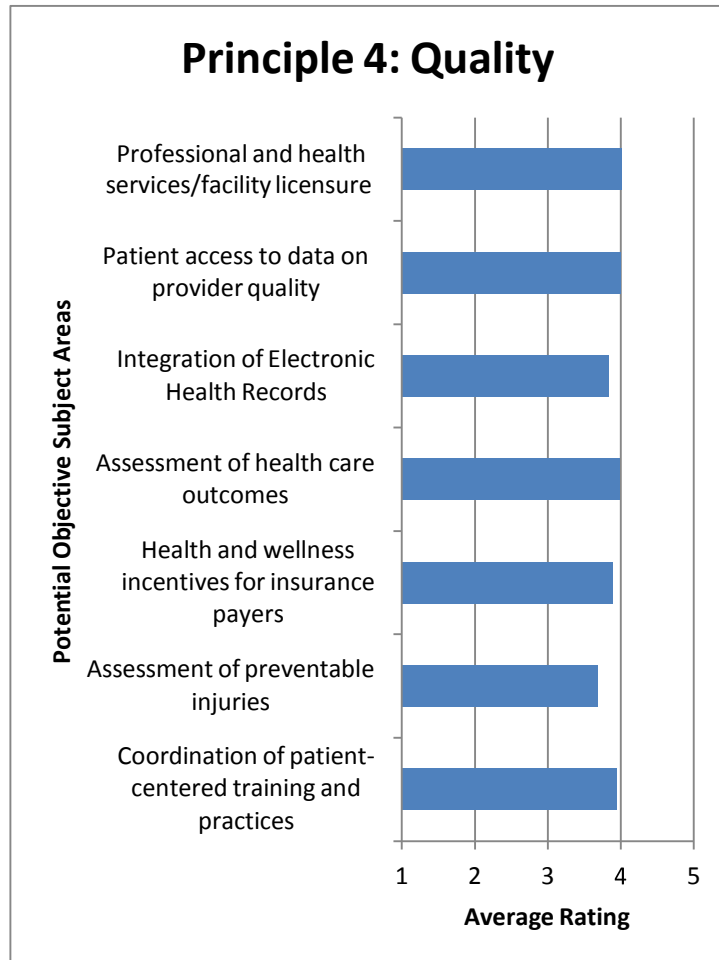 Principle 4: Quality
Potential Objective Subject Areas
Professional and health
services/facility licensure
Patient access to data on
provider quality
Integration of Electronic
Health Records
Assessment of health care
outcomes
Health and wellness
incentives for insurance
payers
Assessment of preventable
injuries
Coordination of patient-
centered training and
practices
1 2 3 4 5
Average Rating